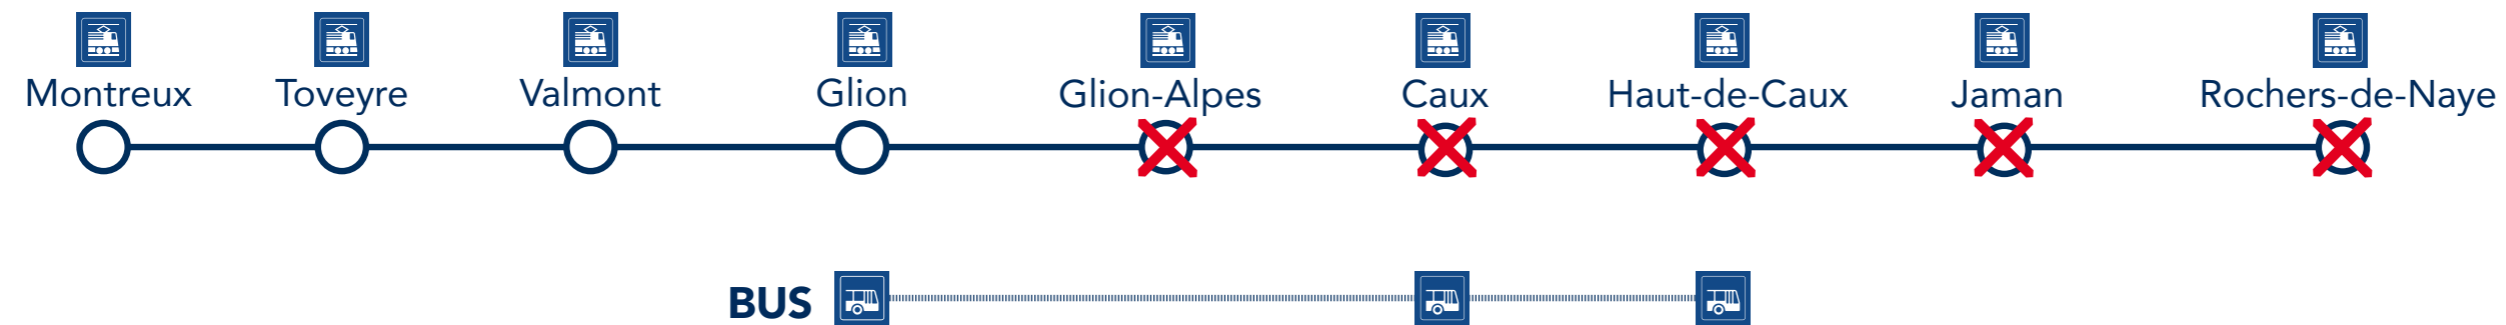 Montreux
Toveyre
Valmont
Glion
Glion-Alpes
Caux
Haut-de-Caux
Jaman
Rochers-de-Naye
BUS